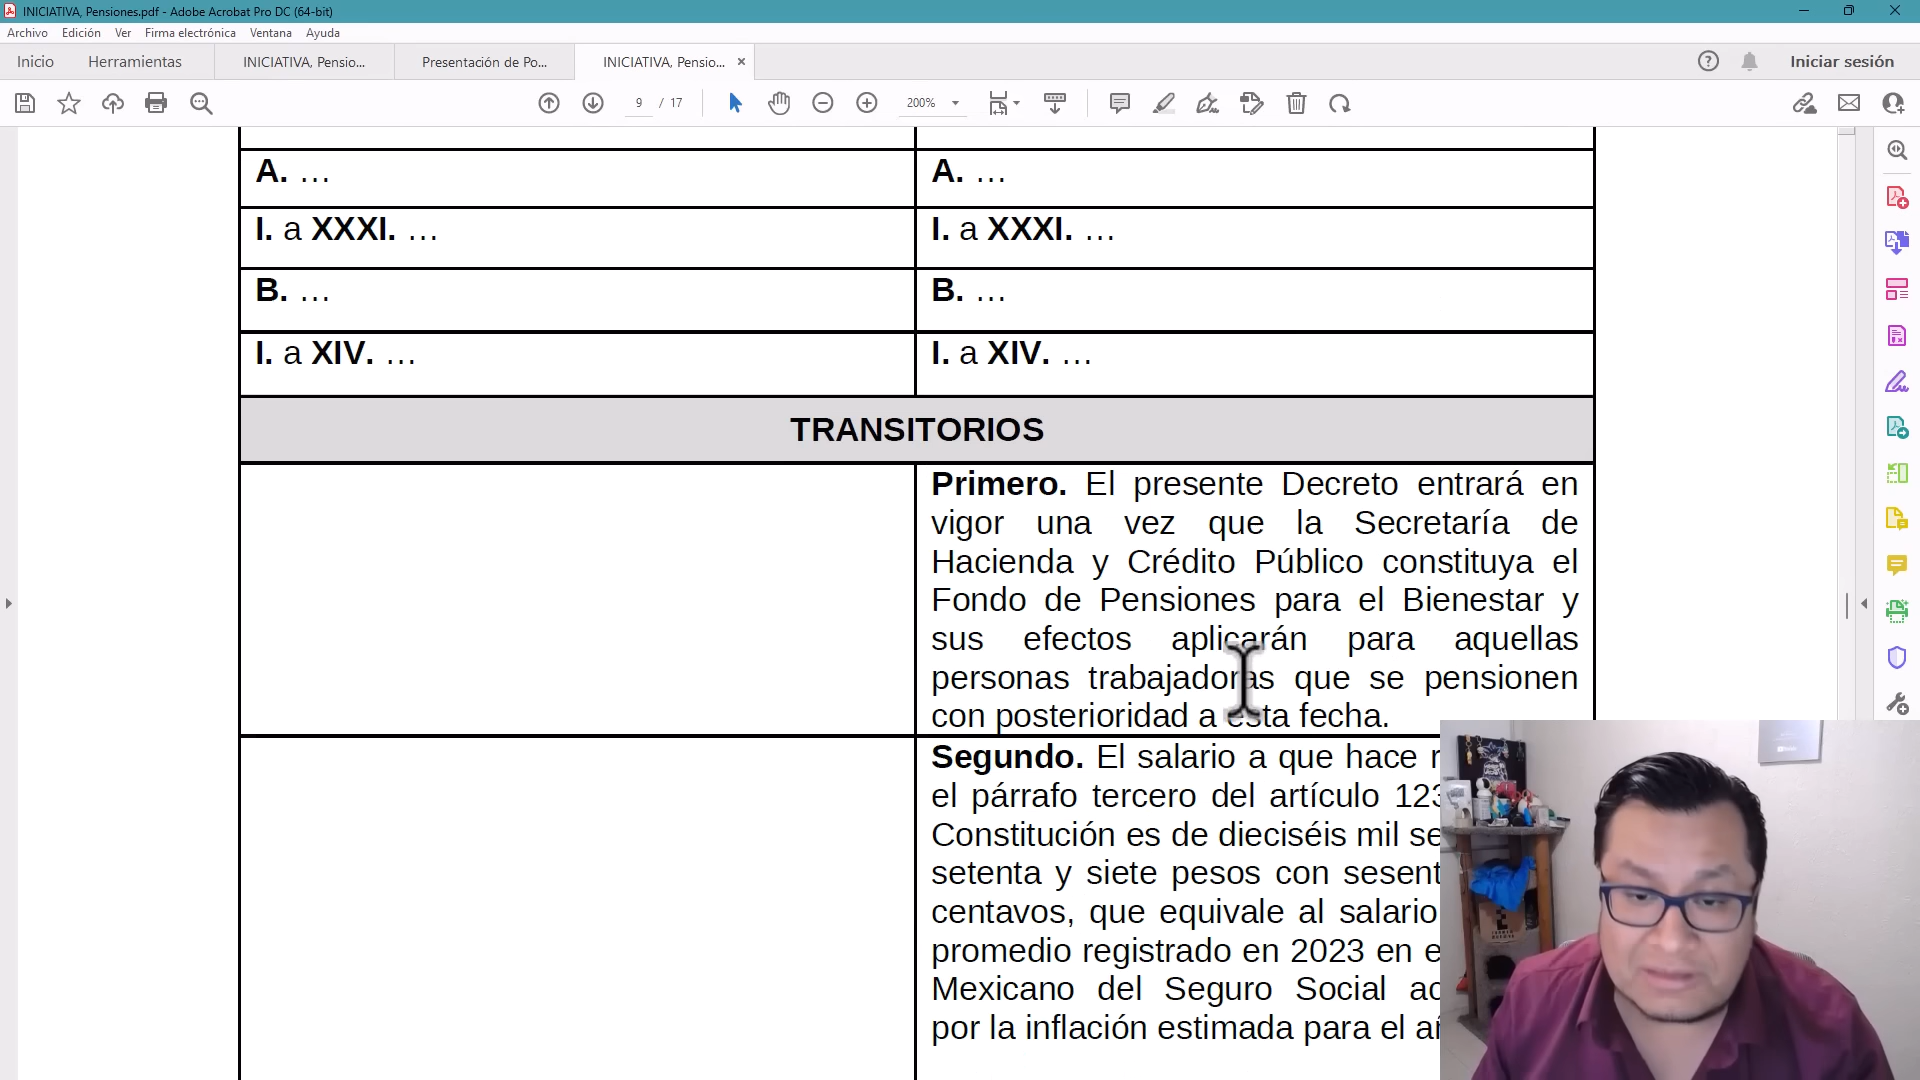 INICIATIVA, Pensiones.pdf - Adobe Acrobat Pro DC (64-bit)
Archivo Edición Ver Firma electrónica Ventana Ayuda
Inicio Herramientas INICIATIVA, Pensio... Presentación de Po... INICIATIVA, Pensio... ×
Iniciar sesión
9 / 17 200%
A. … A. …
I. a XXXI. … I. a XXXI. …
B. … B. …
I. a XIV. … I. a XIV. …
TRANSITORIOS
Primero. El presente Decreto entrará en
vigor una vez que la Secretaría de
Hacienda y Crédito Público constituya el
Fondo de Pensiones para el Bienestar y
sus efectos aplicarán para aquellas
personas trabajadoras que se pensionen
con posterioridad a esta fecha.
Segundo. El salario a que hace
el párrafo tercero del artículo 123
Constitución es de dieciséis mil
setenta y siete pesos con
centavos, que equivale al salario
promedio registrado en 2023 en
Mexicano del Seguro Social
por la inflación estimada para el